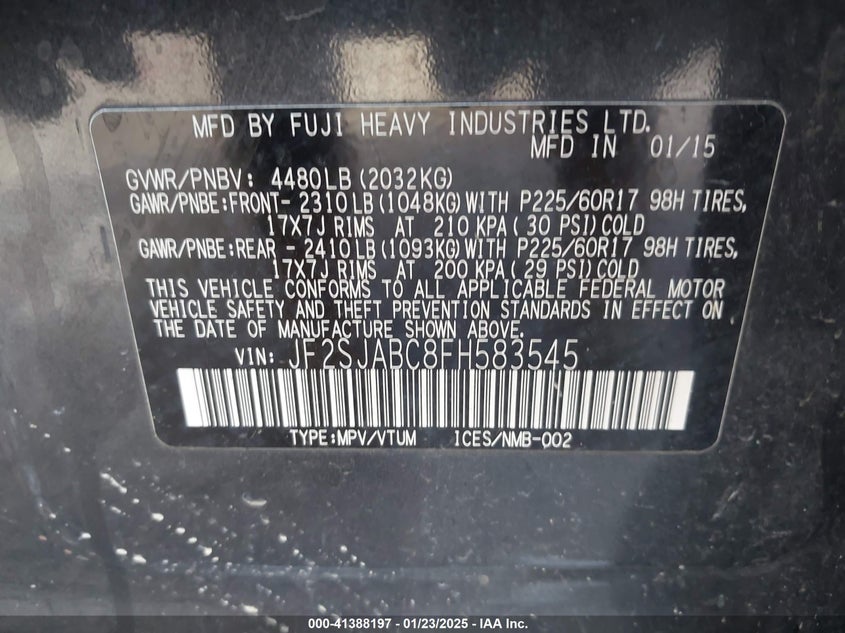 MFD BY FUJI HEAVY INDUSTRIES LTD.
MFD IN 01/15
GVWR/PNBV: 4480LB (2032KG)
GAWR/PNBE:FRONT- 2310LB (1048KG) WITH P225/60R17 98H TIRES,
17X7J RIMS AT 210 KPA (30 PSI) COLD
GAWR/PNBE:REAR - 2410LB (1093KG) WITH P225/60R17 98H TIRES,
17X7J RIMS AT 200 KPA (29 PSI) COLD
THIS VEHICLE CONFORMS TO ALL APPLICABLE FEDERAL MOTOR
VEHICLE SAFETY AND THEFT PREVENTION STANDARDS IN EFFECT ON
THE DATE OF MANUFACTURE SHOWN ABOVE.
VIN: JF2SJABC8FH583545
TYPE:MPV/VTUM ICES/NMB-002
000-41388197 - 01/23/2025 - IAA Inc.